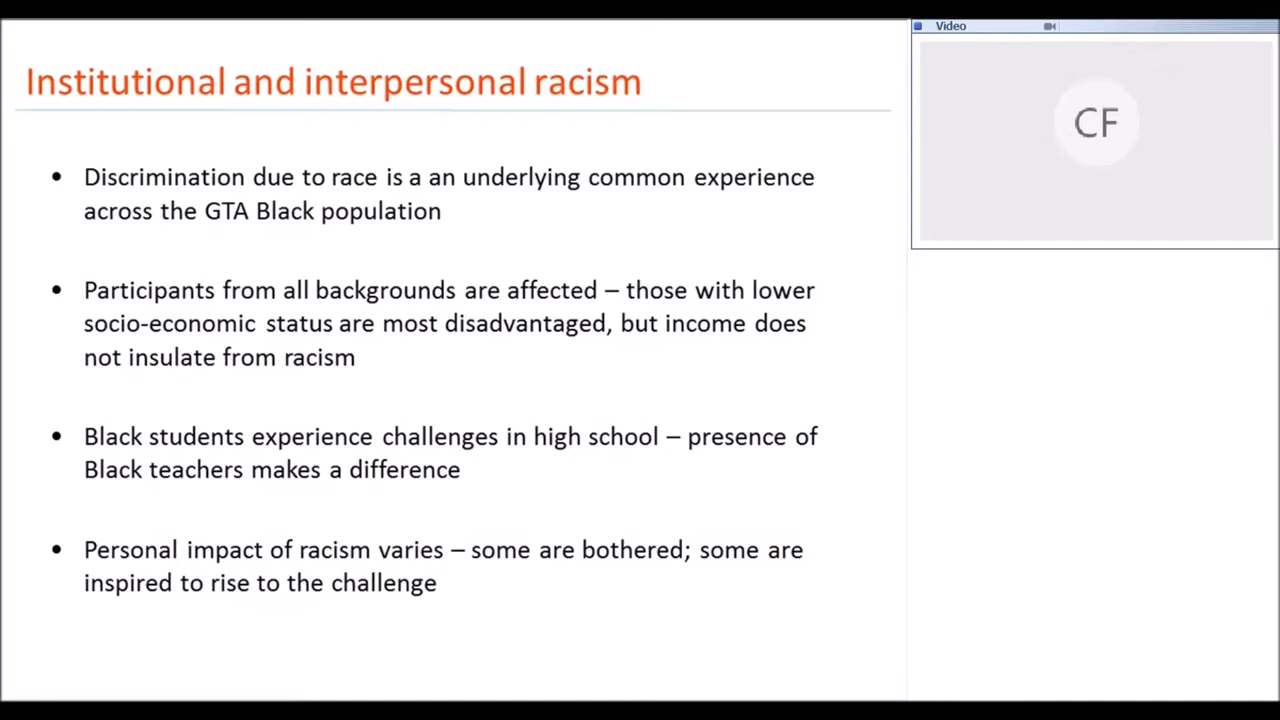 Institutional and interpersonal racism
• Discrimination due to race is a an underlying common experience
across the GTA Black population
• Participants from all backgrounds are affected – those with lower
socio-economic status are most disadvantaged, but income does
not insulate from racism
• Black students experience challenges in high school – presence of
Black teachers makes a difference
• Personal impact of racism varies – some are bothered; some are
inspired to rise to the challenge
Video
CF